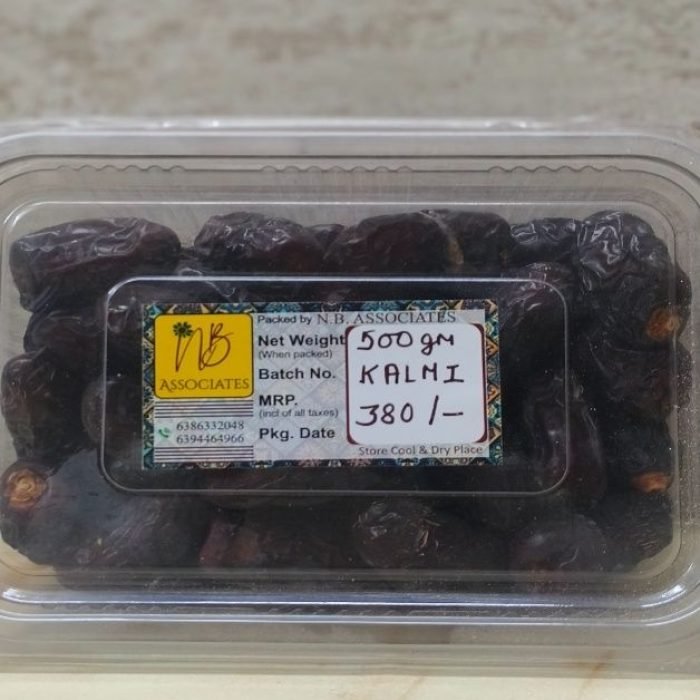 NB
ASSOCIATES
6386332048
6394464966
Packed by N.B. ASSOCIATES
Net Weight 500 gm
(When packed)
Batch No. KALMI
MRP. 380/-
(incl of all taxes)
Pkg. Date
Store Cool & Dry Place